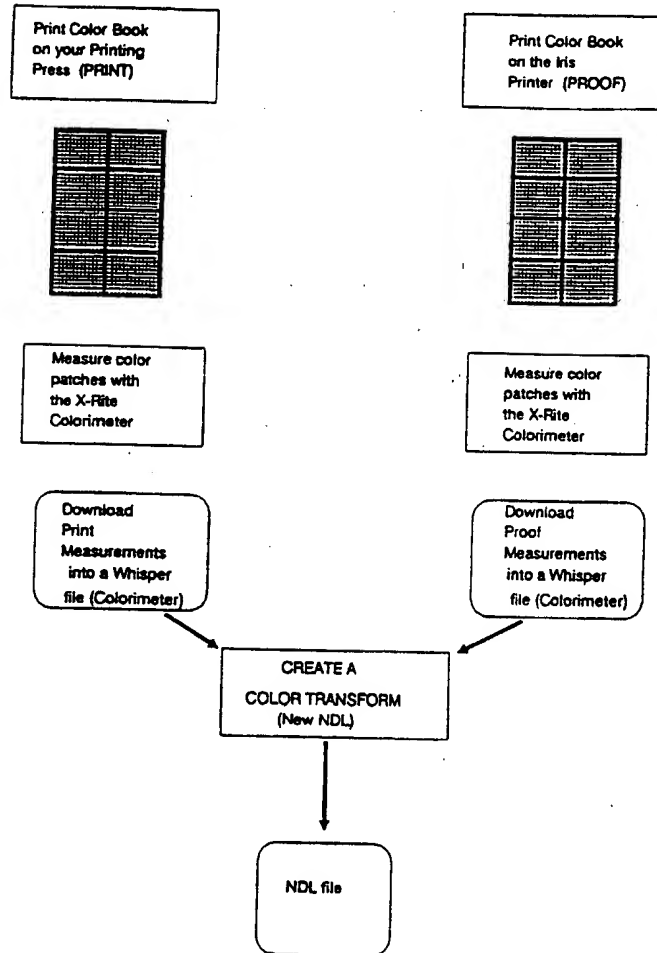 Print Color Book
on your Printing
Press (PRINT)
Print Color Book
on the Iris
Printer (PROOF)
Measure color
patches with
the X-Rite
Colorimeter
Measure color
patches with
the X-Rite
Colorimeter
Download
Print
Measurements
into a Whisper
file (Colorimeter)
Download
Proof
Measurements
into a Whisper
file (Colorimeter)
CREATE A
COLOR TRANSFORM
(New NDL)
NDL file